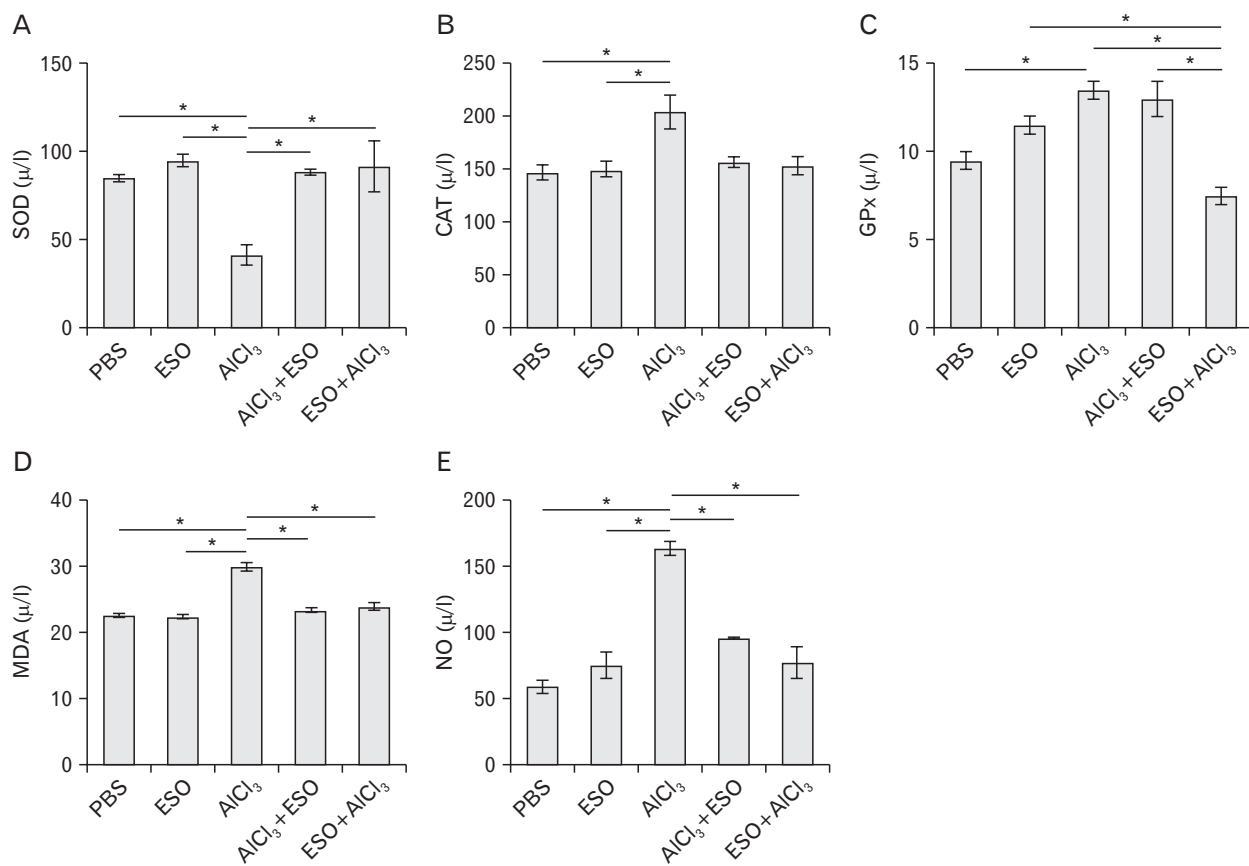 A
SOD (μ/l)
150
100
50
0
*
*
*
*
PBS
ESO
AlCl₃
AlCl₃+ESO
ESO+AlCl₃
B
CAT (μ/l)
250
200
150
100
50
0
*
*
PBS
ESO
AlCl₃
AlCl₃+ESO
ESO+AlCl₃
C
GPx (μ/l)
15
10
5
0
*
*
*
*
PBS
ESO
AlCl₃
AlCl₃+ESO
ESO+AlCl₃
D
MDA (μ/l)
40
30
20
10
0
*
*
*
*
PBS
ESO
AlCl₃
AlCl₃+ESO
ESO+AlCl₃
E
NO (μ/l)
200
150
100
50
0
*
*
*
*
PBS
ESO
AlCl₃
AlCl₃+ESO
ESO+AlCl₃